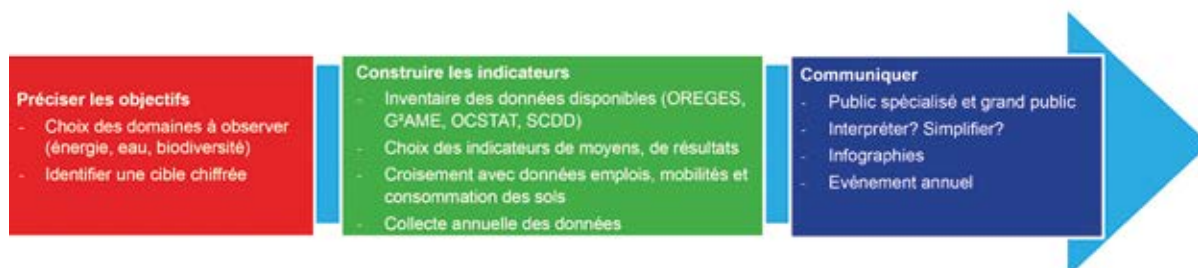 Préciser les objectifs
- Choix des domaines à observer
(énergie, eau, biodiversité)
- Identifier une cible chiffrée
Construire les indicateurs
- Inventaire des données disponibles (OREGES,
G²AME, OCSTAT, SCDD)
- Choix des indicateurs de moyens, de résultats
- Croisement avec données emplois, mobilités et
consommation des sols
- Collecte annuelle des données
Communiquer
- Public spécialisé et grand public
- Interpréter? Simplifier?
- Infographies
- Evénement annuel